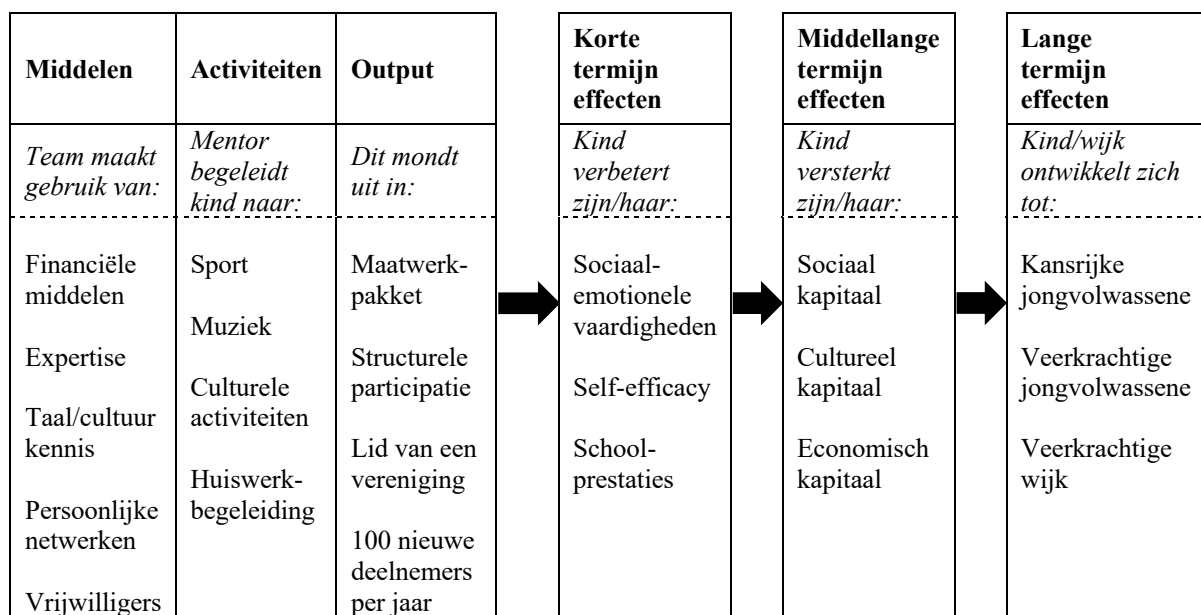 Middelen
Activiteiten
Output
Korte
termijn
effecten
Middellange
termijn
effecten
Lange
termijn
effecten
Team maakt
gebruik van:
Mentor
begeleidt
kind naar:
Dit mondt
uit in:
Kind
verbetert
zijn/haar:
Kind
versterkt
zijn/haar:
Kind/wijk
ontwikkelt zich
tot:
Financiële
middelen
Expertise
Taal/cultuur
kennis
Persoonlijke
netwerken
Vrijwilligers
Sport
Muziek
Culturele
activiteiten
Huiswerk-
begeleiding
Maatwerk-
pakket
Structurele
participatie
Lid van een
vereniging
100 nieuwe
deelnemers
per jaar
Sociaal-
emotionele
vaardigheden
Self-efficacy
School-
prestaties
Sociaal
kapitaal
Cultureel
kapitaal
Economisch
kapitaal
Kansrijke
jongvolwassene
Veerkrachtige
jongvolwassene
Veerkrachtige
wijk